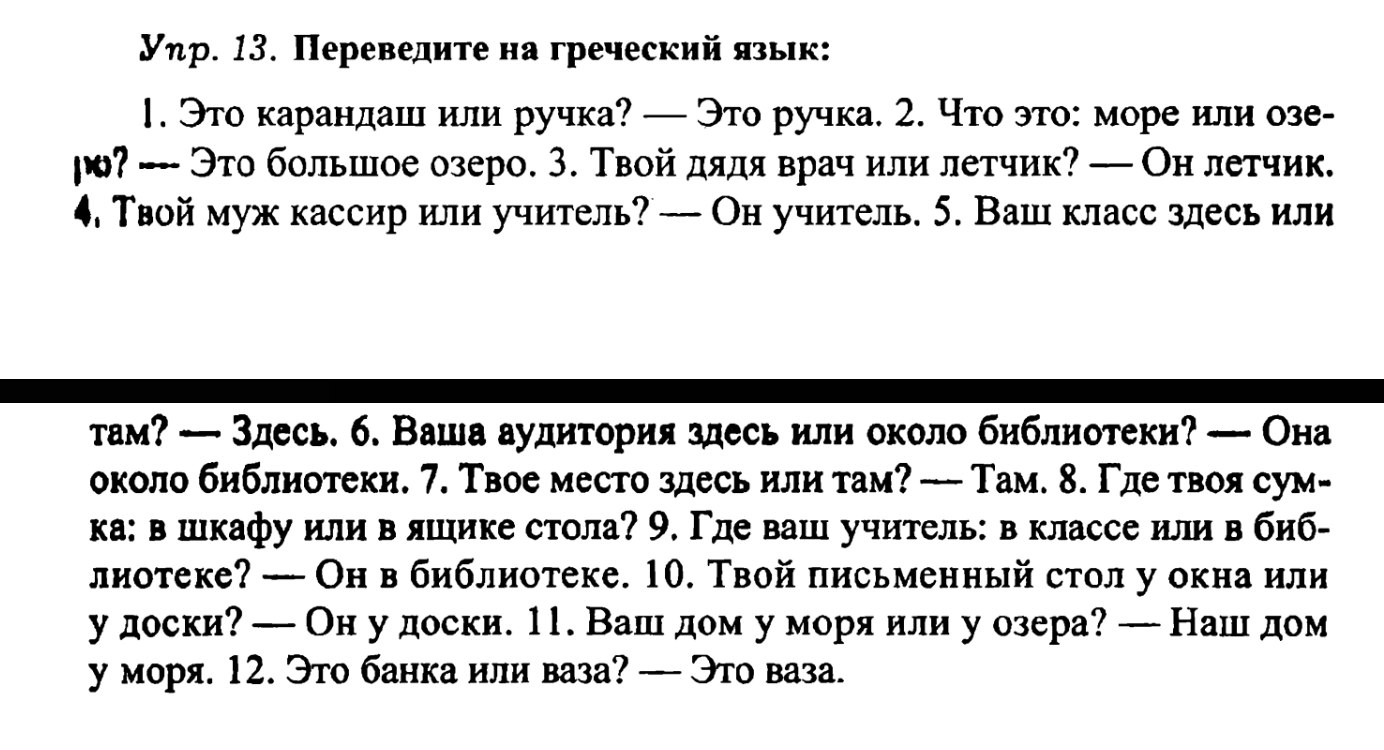 Упр. 13. Переведите на греческий язык:
1. Это карандаш или ручка? — Это ручка. 2. Что это: море или озе-
ро? — Это большое озеро. 3. Твой дядя врач или летчик? — Он летчик.
4. Твой муж кассир или учитель? — Он учитель. 5. Ваш класс здесь или
там? — Здесь. 6. Ваша аудитория здесь или около библиотеки? — Она
около библиотеки. 7. Твое место здесь или там? — Там. 8. Где твоя сум-
ка: в шкафу или в ящике стола? 9. Где ваш учитель: в классе или в биб-
лиотеке? — Он в библиотеке. 10. Твой письменный стол у окна или
у доски? — Он у доски. 11. Ваш дом у моря или у озера? — Наш дом
у моря. 12. Это банка или ваза? — Это ваза.